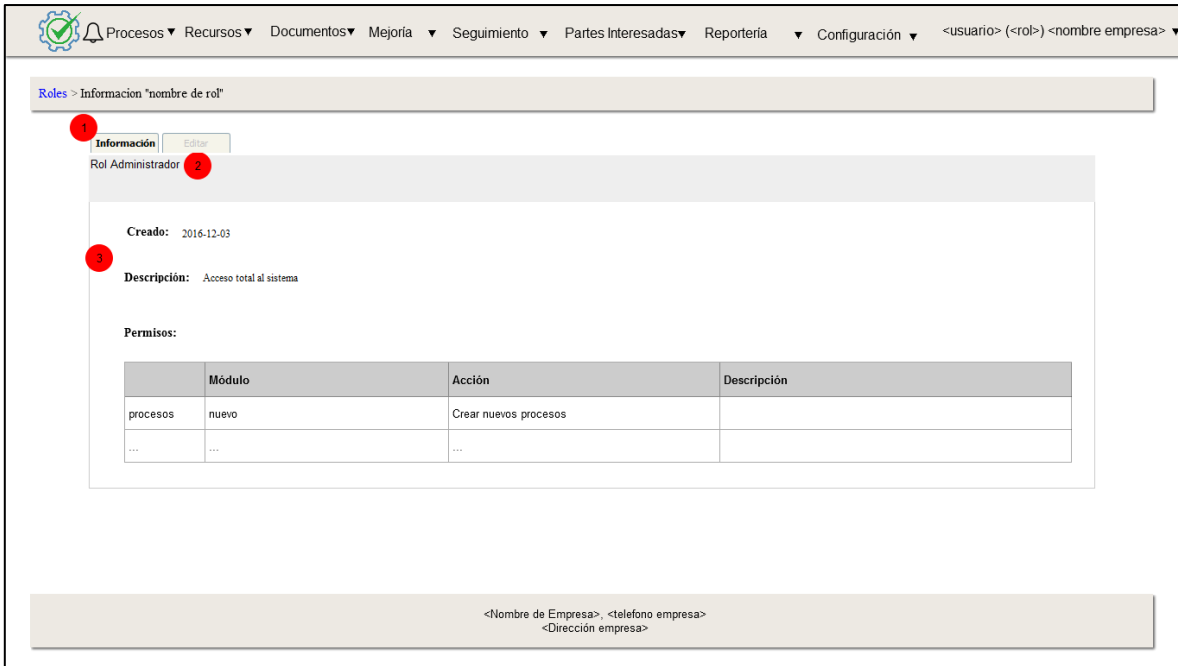 Procesos ▼ Recursos ▼ Documentos▼ Mejoría ▼ Seguimiento ▼ Partes Interesadas▼ Reportería ▼ Configuración ▼ <usuario> (<rol>) <nombre empresa> ▼
Roles > Informacion "nombre de rol"
1
Información Editar
Rol Administrador 2
Creado: 2016-12-03
3
Descripción: Acceso total al sistema
Permisos:
Módulo Acción Descripción
procesos nuevo Crear nuevos procesos
... ... ...
<Nombre de Empresa>, <telefono empresa>
<Dirección empresa>